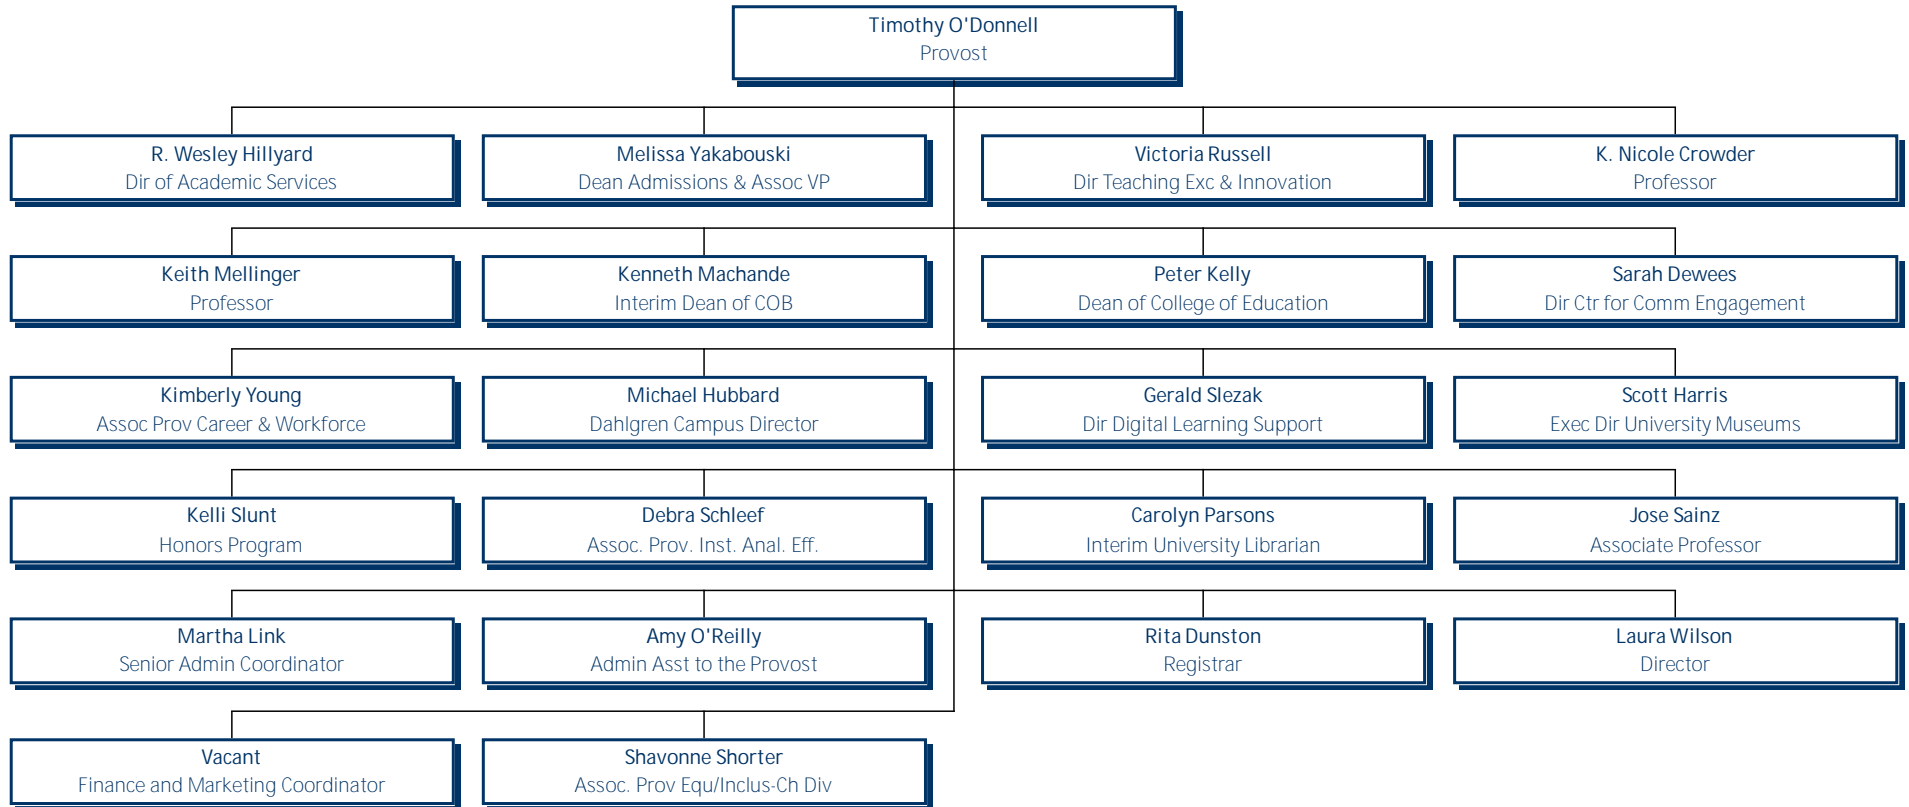 Timothy O'Donnell
Provost
R. Wesley Hillyard
Dir of Academic Services
Melissa Yakabouski
Dean Admissions & Assoc VP
Victoria Russell
Dir Teaching Exc & Innovation
K. Nicole Crowder
Professor
Keith Mellinger
Professor
Kenneth Machande
Interim Dean of COB
Peter Kelly
Dean of College of Education
Sarah Dewees
Dir Ctr for Comm Engagement
Kimberly Young
Assoc Prov Career & Workforce
Michael Hubbard
Dahlgren Campus Director
Gerald Slezak
Dir Digital Learning Support
Scott Harris
Exec Dir University Museums
Kelli Slunt
Honors Program
Debra Schleef
Assoc. Prov. Inst. Anal. Eff.
Carolyn Parsons
Interim University Librarian
Jose Sainz
Associate Professor
Martha Link
Senior Admin Coordinator
Amy O'Reilly
Admin Asst to the Provost
Rita Dunston
Registrar
Laura Wilson
Director
Vacant
Finance and Marketing Coordinator
Shavonne Shorter
Assoc. Prov Equ/Inclus-Ch Div